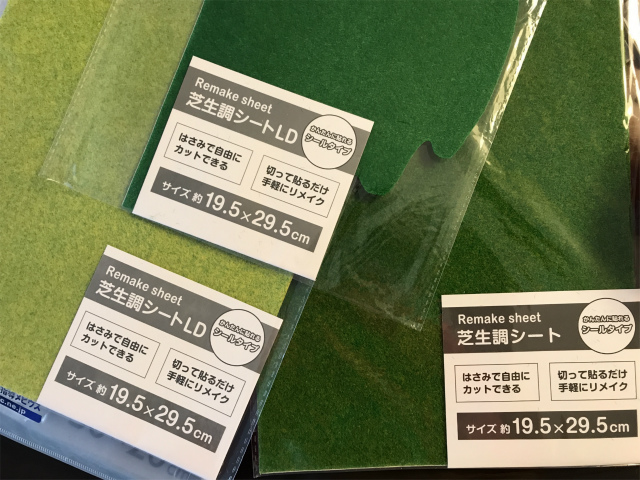 Remake sheet
芝生調シートLD
かんたんに貼れる
シールタイプ
はさみで自由に
カットできる
切って貼るだけ
手軽にリメイク
サイズ 約 19.5×29.5cm
Remake sheet
芝生調シートLD
かんたんに貼れる
シールタイプ
はさみで自由に
カットできる
切って貼るだけ
手軽にリメイク
サイズ 約 19.5×29.5cm
Remake sheet
芝生調シート
かんたんに貼れる
シールタイプ
はさみで自由に
カットできる
切って貼るだけ
手軽にリメイク
サイズ 約 19.5×29.5cm
c.ne.jp